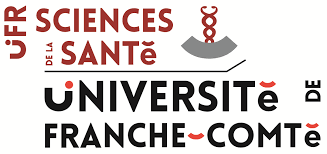 UFR SCIENCES
DE LA SANTÉ
UNIVERSITÉ DE
FRANCHE-COMTÉ